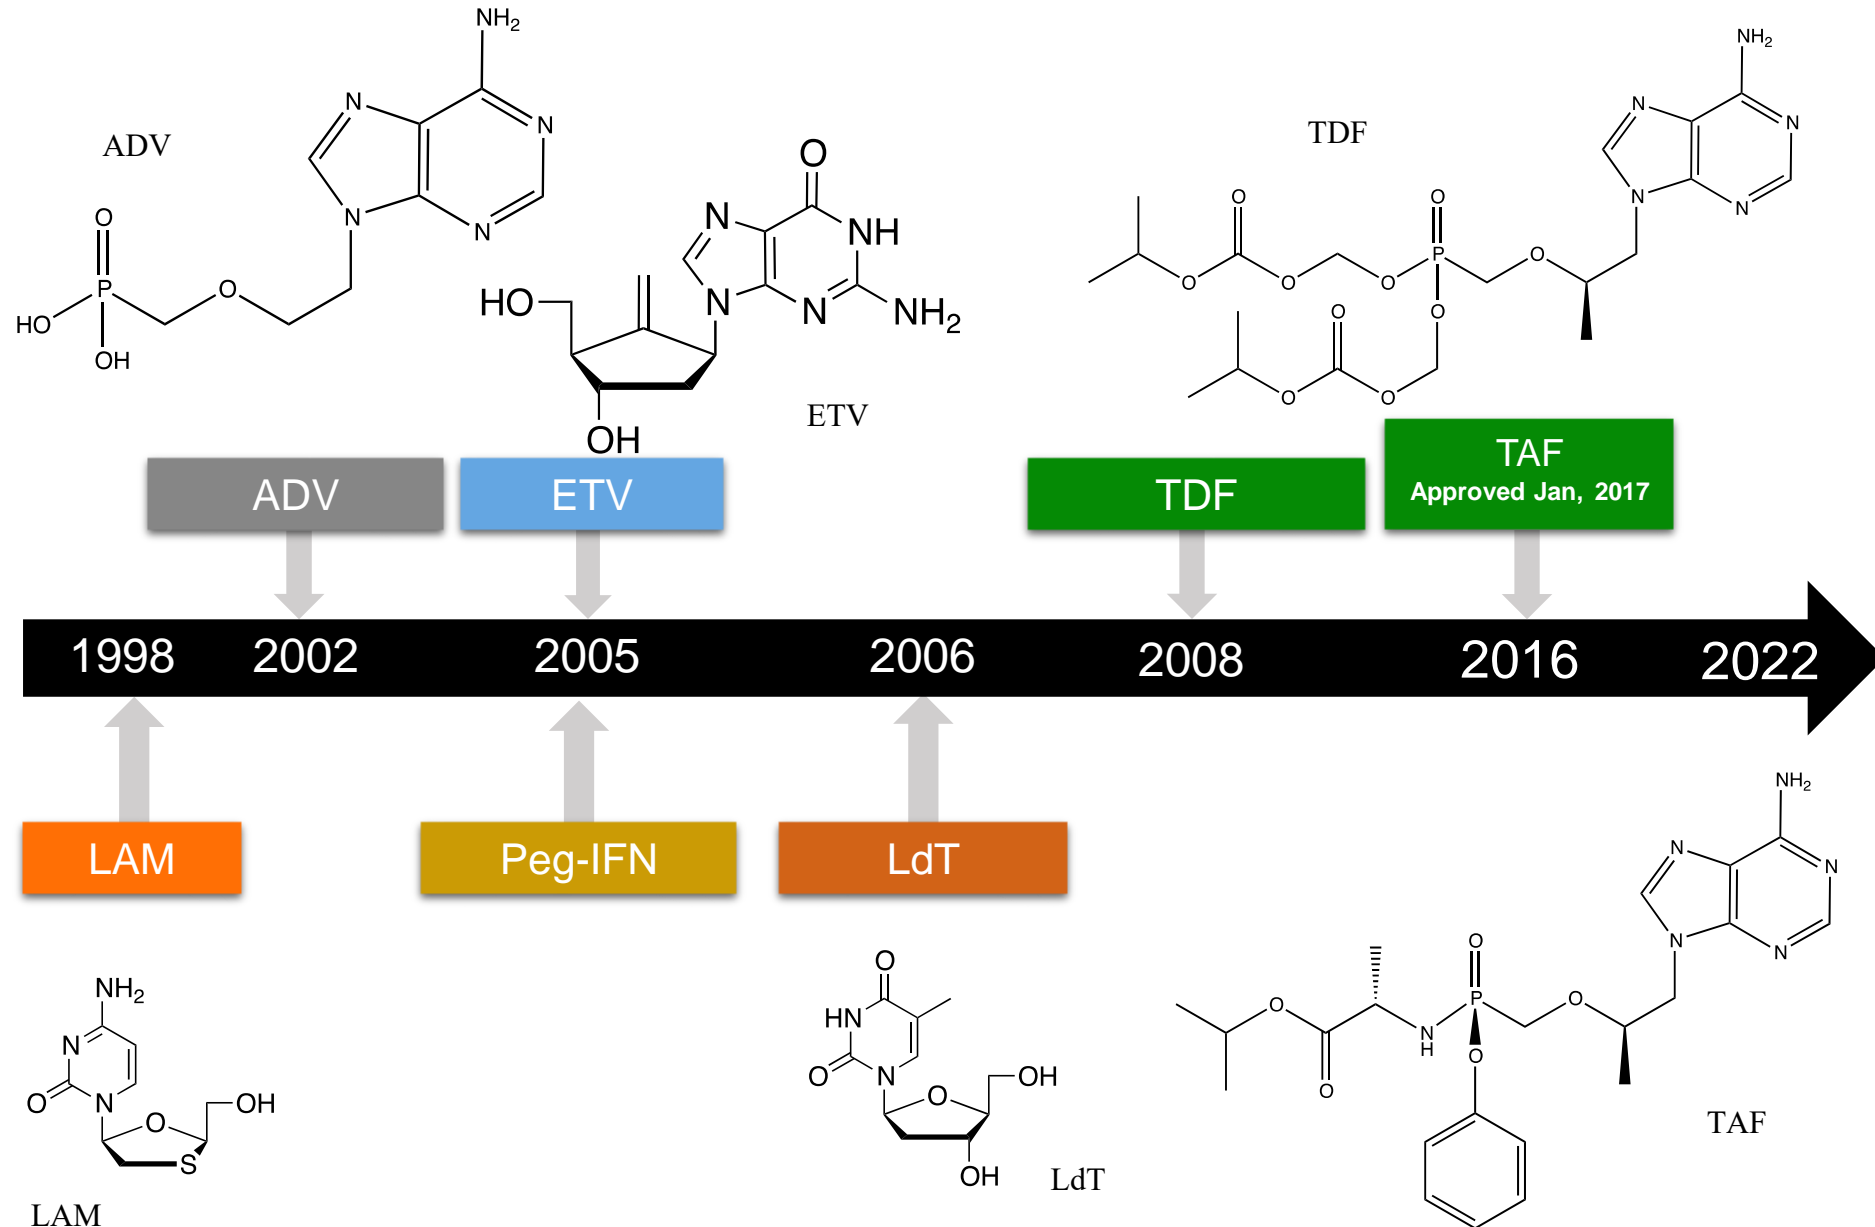 ADV
NH2
N
N
N
N
O
P
HO
OH
O
ETV
O
N
NH
N
N
NH2
HO
OH
TDF
NH2
N
N
N
N
O
O
P
O
O
O
O
O
O
O
O
ADV
ETV
TDF
TAF
Approved Jan, 2017
1998
2002
2005
2006
2008
2016
2022
LAM
Peg-IFN
LdT
NH2
N
O
N
O
OH
S
LAM
O
HN
O
N
O
OH
OH
LdT
NH2
N
N
N
N
O
O
P
O
N
H
O
O
TAF